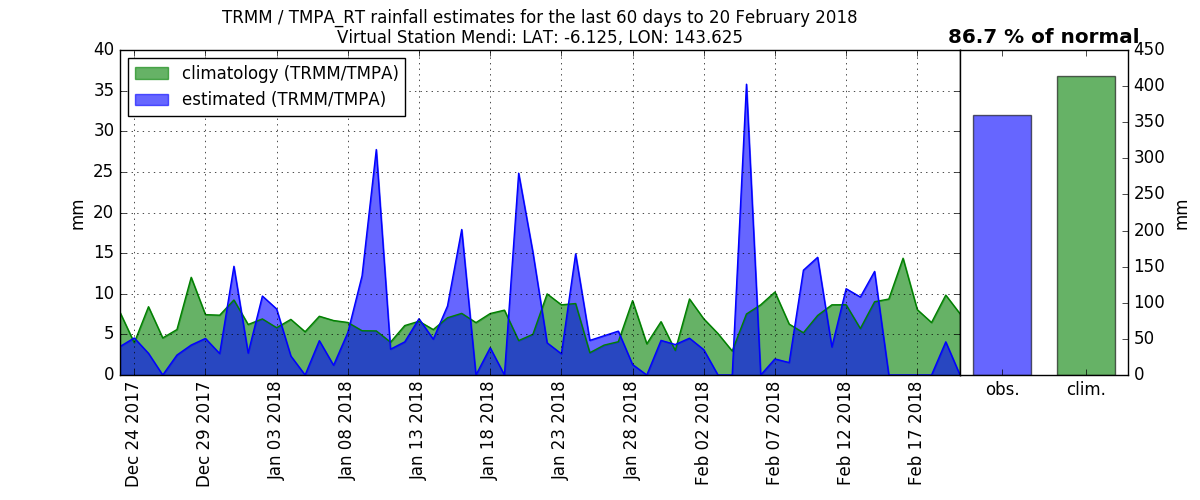 TRMM / TMPA_RT rainfall estimates for the last 60 days to 20 February 2018
Virtual Station Mendi: LAT: -6.125, LON: 143.625
86.7 % of normal
climatology (TRMM/TMPA)
estimated (TRMM/TMPA)
40
35
30
25
20
15
10
5
0
mm
Dec 24 2017
Dec 29 2017
Jan 03 2018
Jan 08 2018
Jan 13 2018
Jan 18 2018
Jan 23 2018
Jan 28 2018
Feb 02 2018
Feb 07 2018
Feb 12 2018
Feb 17 2018
obs.
clim.
450
400
350
300
250
200
150
100
50
0
mm